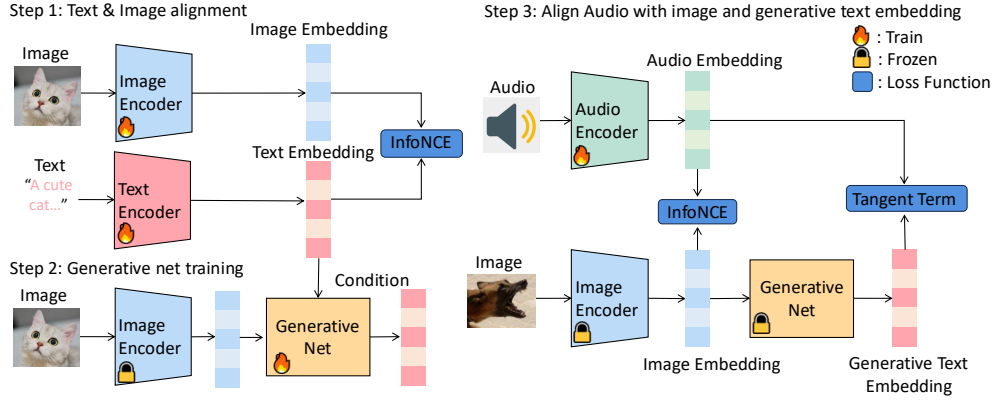 Step 1: Text & Image alignment
Image Embedding
Image
Image
Encoder
InfoNCE
Text Embedding
Text
“A cute
cat...”
Text
Encoder
Step 2: Generative net training
Image
Condition
Image
Encoder
Generative
Net
Step 3: Align Audio with image and generative text embedding
: Train
: Frozen
: Loss Function
Audio Embedding
Audio
Audio
Encoder
InfoNCE
Tangent Term
Image
Image
Encoder
Generative
Net
Image Embedding
Generative Text
Embedding